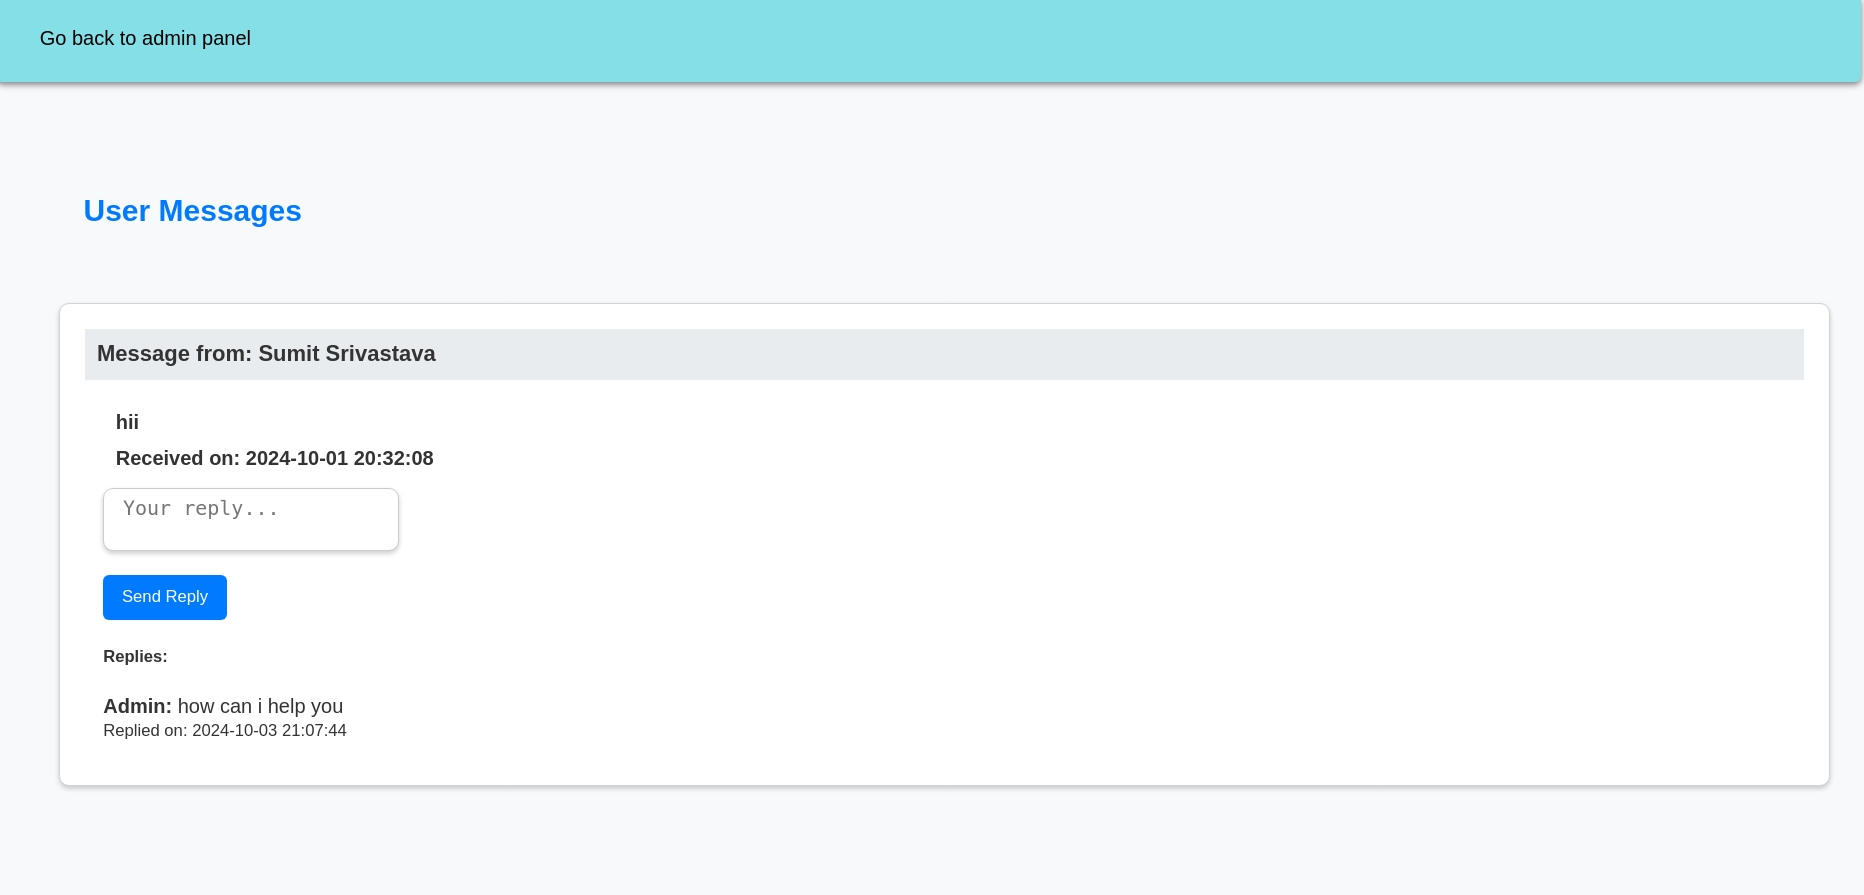 Go back to admin panel
User Messages
Message from: Sumit Srivastava
hii
Received on: 2024-10-01 20:32:08
Your reply...
Send Reply
Replies:
Admin: how can i help you
Replied on: 2024-10-03 21:07:44